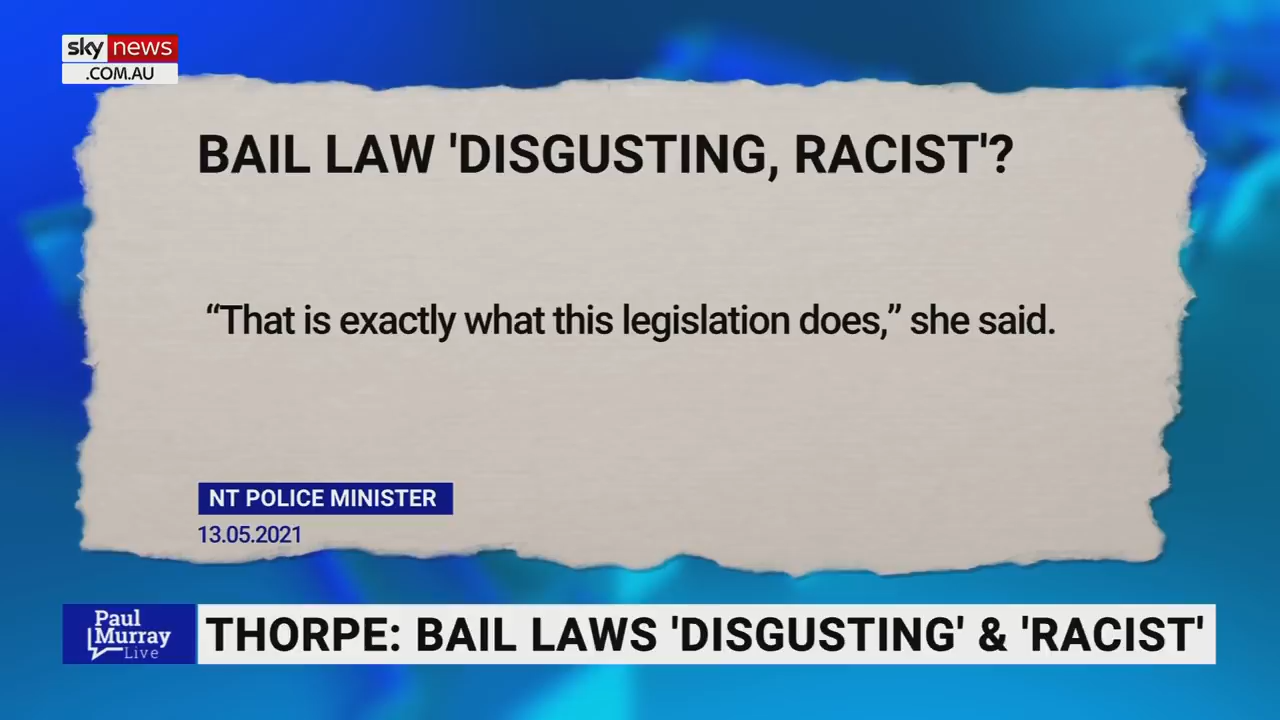 sky news
.COM.AU
BAIL LAW 'DISGUSTING, RACIST'?
“That is exactly what this legislation does,” she said.
NT POLICE MINISTER
13.05.2021
Paul
Murray
Live
THORPE: BAIL LAWS 'DISGUSTING' & 'RACIST'